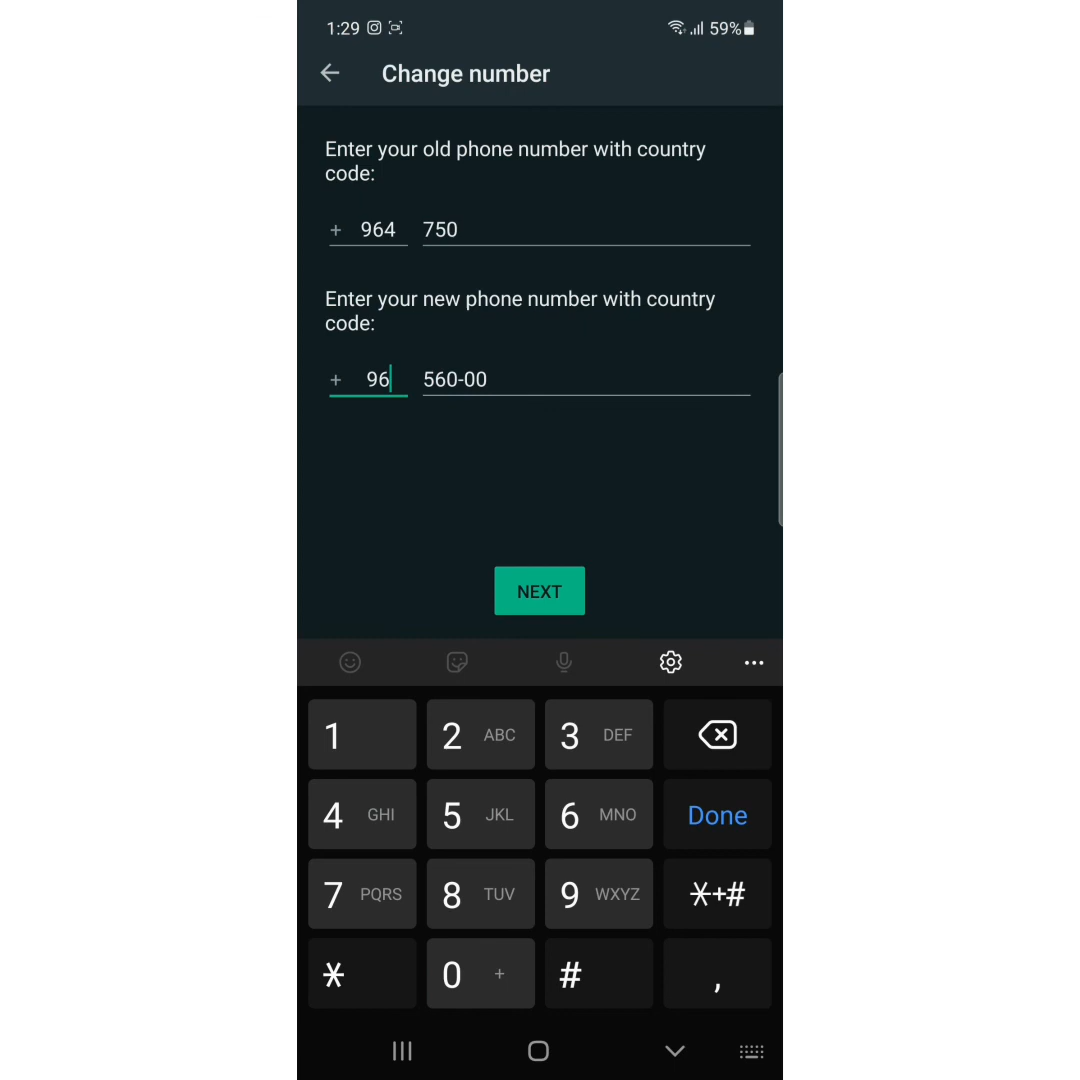 1:29 59%
Change number
Enter your old phone number with country
code:
+ 964 750
Enter your new phone number with country
code:
+ 96 560-00
NEXT
1 2 ABC 3 DEF
4 GHI 5 JKL 6 MNO Done
7 PQRS 8 TUV 9 WXYZ *+#
* 0 + # ,